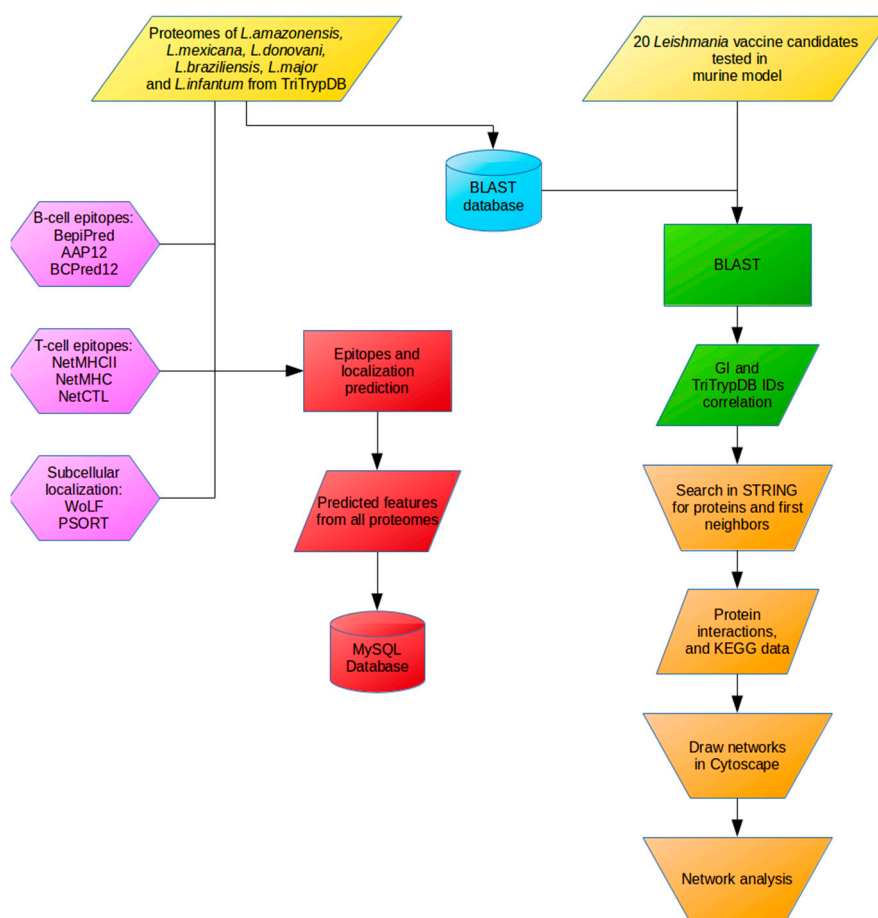 Proteomes of L.amazonensis,
L.mexicana, L.donovani,
L.braziliensis, L.major
and L.infantum from TriTrypDB
20 Leishmania vaccine candidates
tested in
murine model
BLAST
database
B-cell epitopes:
BepiPred
AAP12
BCPred12
BLAST
T-cell epitopes:
NetMHCII
NetMHC
NetCTL
Epitopes and
localization
prediction
GI and
TriTrypDB IDs
correlation
Subcellular
localization:
WoLF
PSORT
Predicted features
from all proteomes
Search in STRING
for proteins and first
neighbors
MySQL
Database
Protein
interactions,
and KEGG data
Draw networks
in Cytoscape
Network analysis